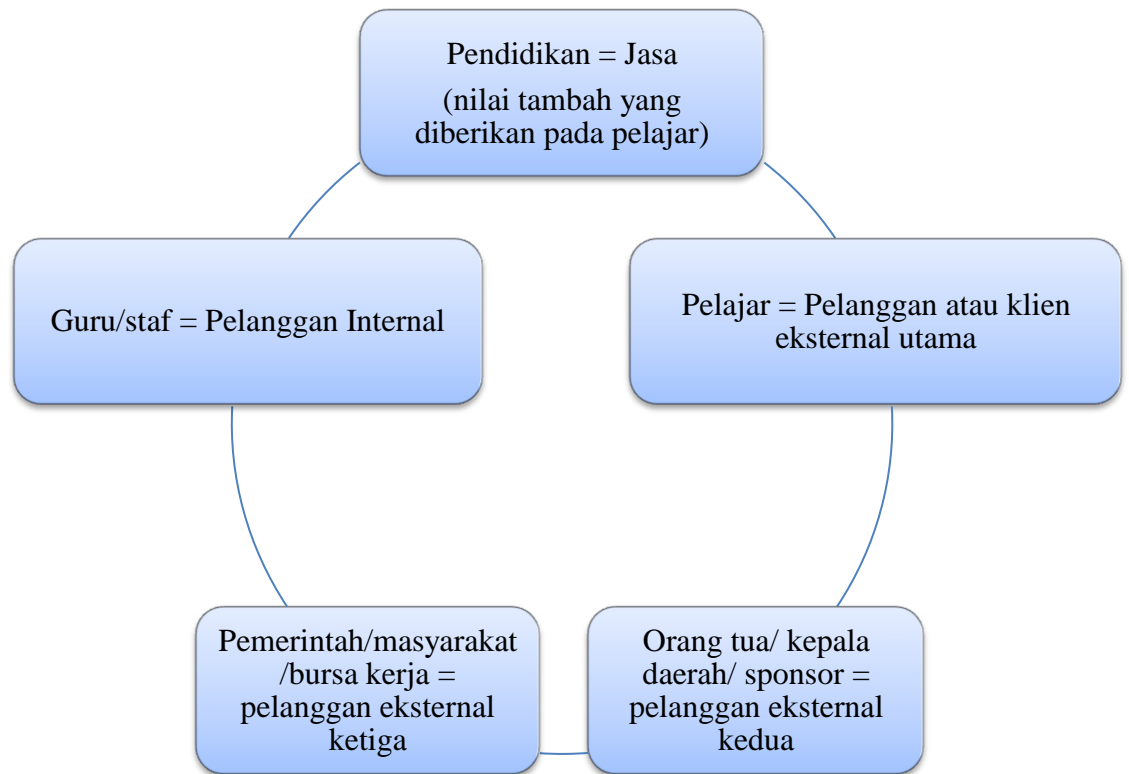 Pendidikan = Jasa
(nilai tambah yang
diberikan pada pelajar)
Guru/staf = Pelanggan Internal
Pelajar = Pelanggan atau klien
eksternal utama
Pemerintah/masyarakat
/bursa kerja =
pelanggan eksternal
ketiga
Orang tua/ kepala
daerah/ sponsor =
pelanggan eksternal
kedua